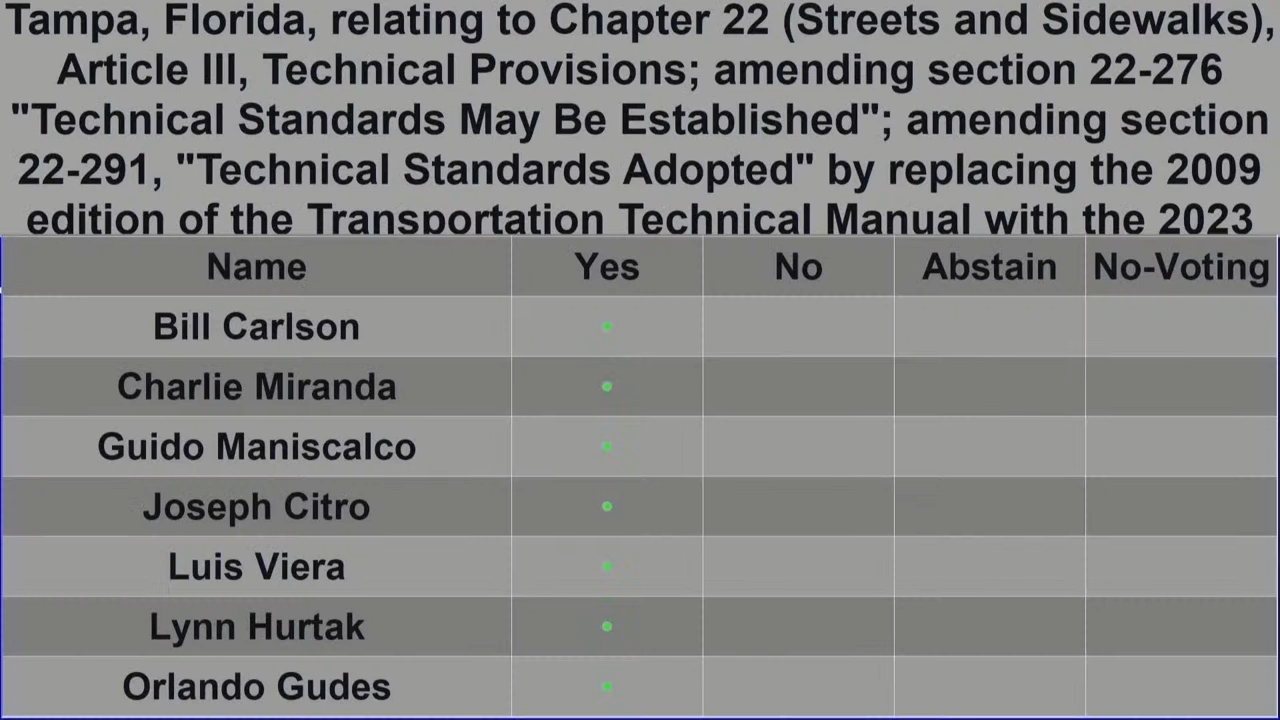 Tampa, Florida, relating to Chapter 22 (Streets and Sidewalks),
Article III, Technical Provisions; amending section 22-276
"Technical Standards May Be Established"; amending section
22-291, "Technical Standards Adopted" by replacing the 2009
edition of the Transportation Technical Manual with the 2023
Name Yes No Abstain No-Voting
Bill Carlson
Charlie Miranda
Guido Maniscalco
Joseph Citro
Luis Viera
Lynn Hurtak
Orlando Gudes